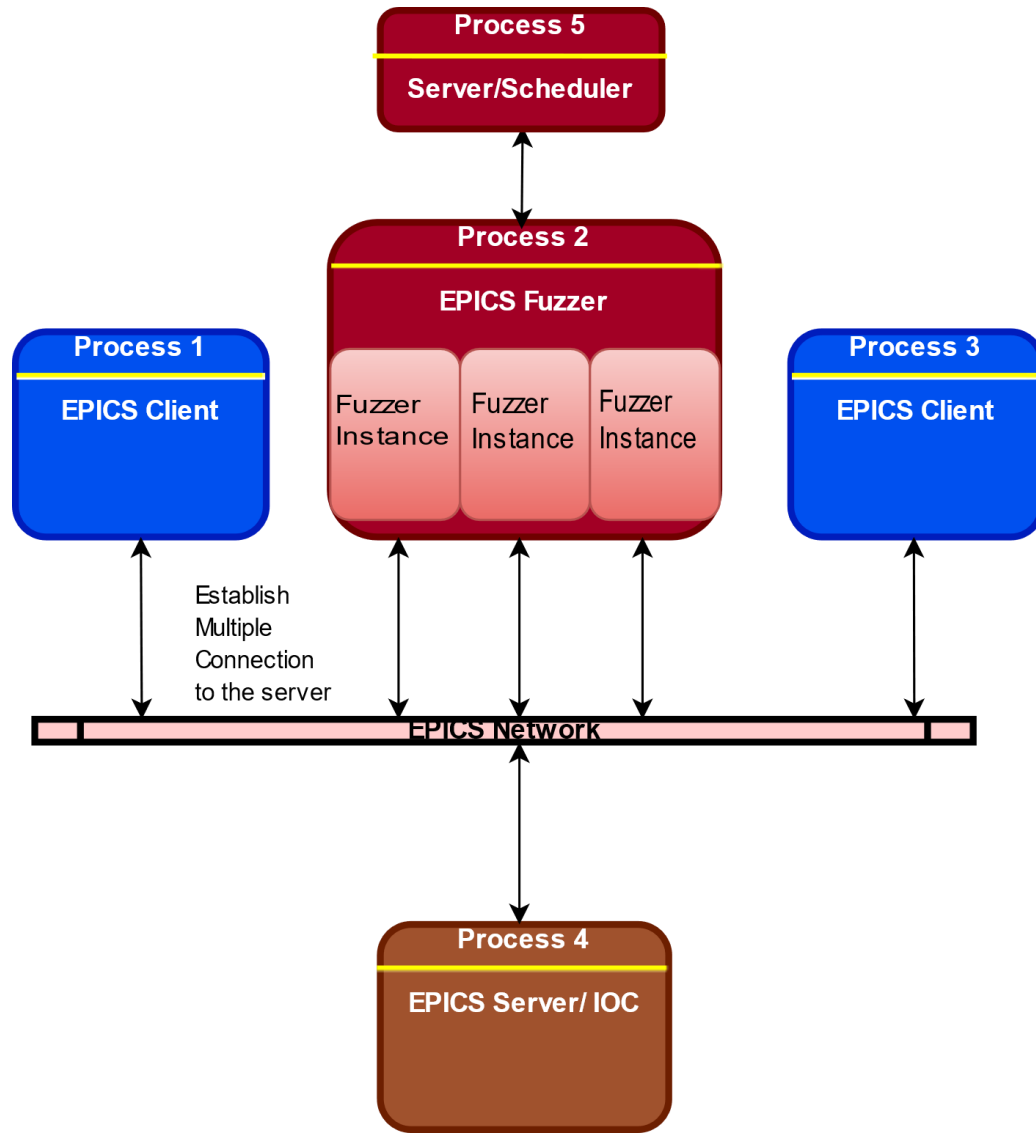 Process 5
Server/Scheduler
Process 2
EPICS Fuzzer
Process 1
EPICS Client
Process 3
EPICS Client
Fuzzer
Instance
Fuzzer
Instance
Fuzzer
Instance
Establish
Multiple
Connection
to the server
EPICS Network
Process 4
EPICS Server/ IOC